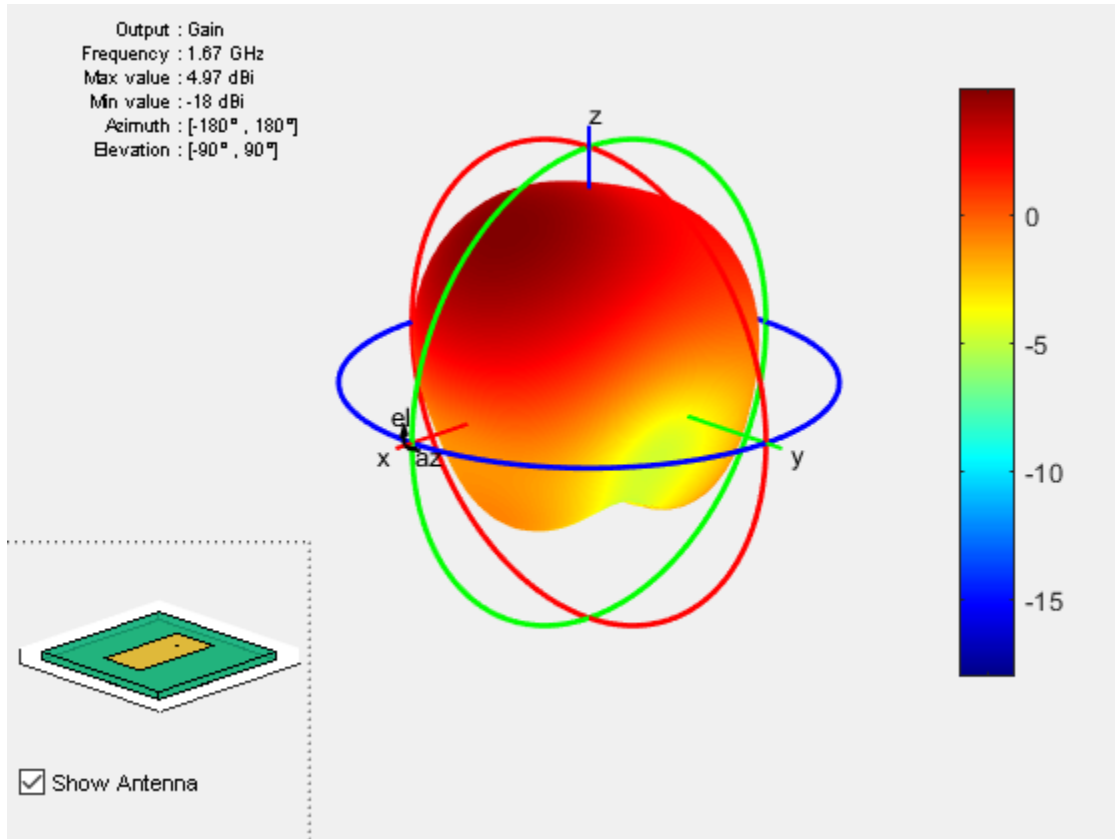 Output : Gain
Frequency : 1.67 GHz
Max value : 4.97 dBi
Min value : -18 dBi
Azimuth : [-180° , 180°]
Elevation : [-90° , 90°]
z
0
-5
el
x
az
y
-10
-15
Show Antenna